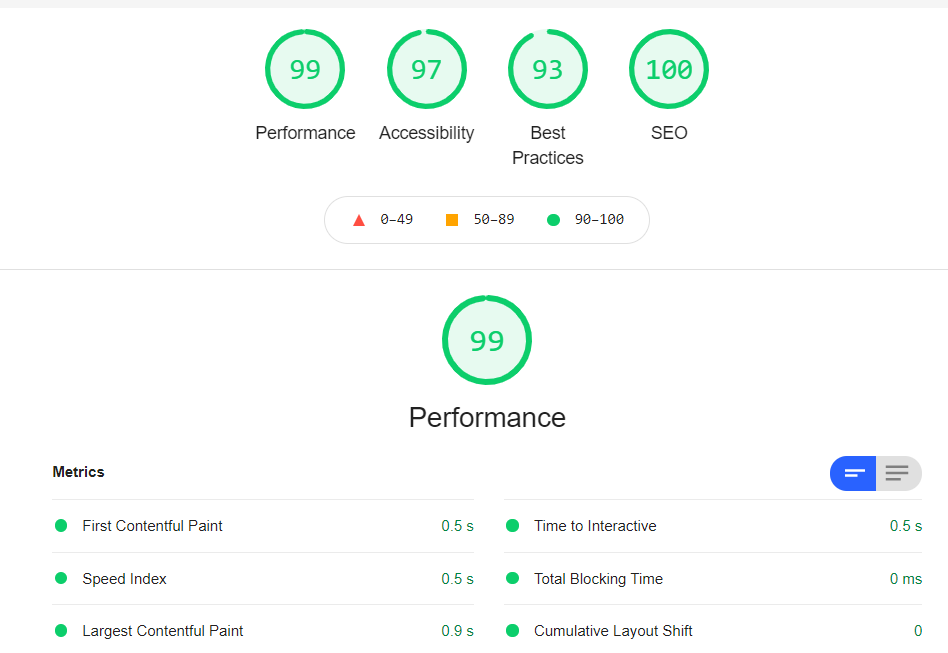 99
97
93
100
Performance
Accessibility
Best
Practices
SEO
0–49
50–89
90–100
99
Performance
Metrics
First Contentful Paint 0.5 s
Time to Interactive 0.5 s
Speed Index 0.5 s
Total Blocking Time 0 ms
Largest Contentful Paint 0.9 s
Cumulative Layout Shift 0